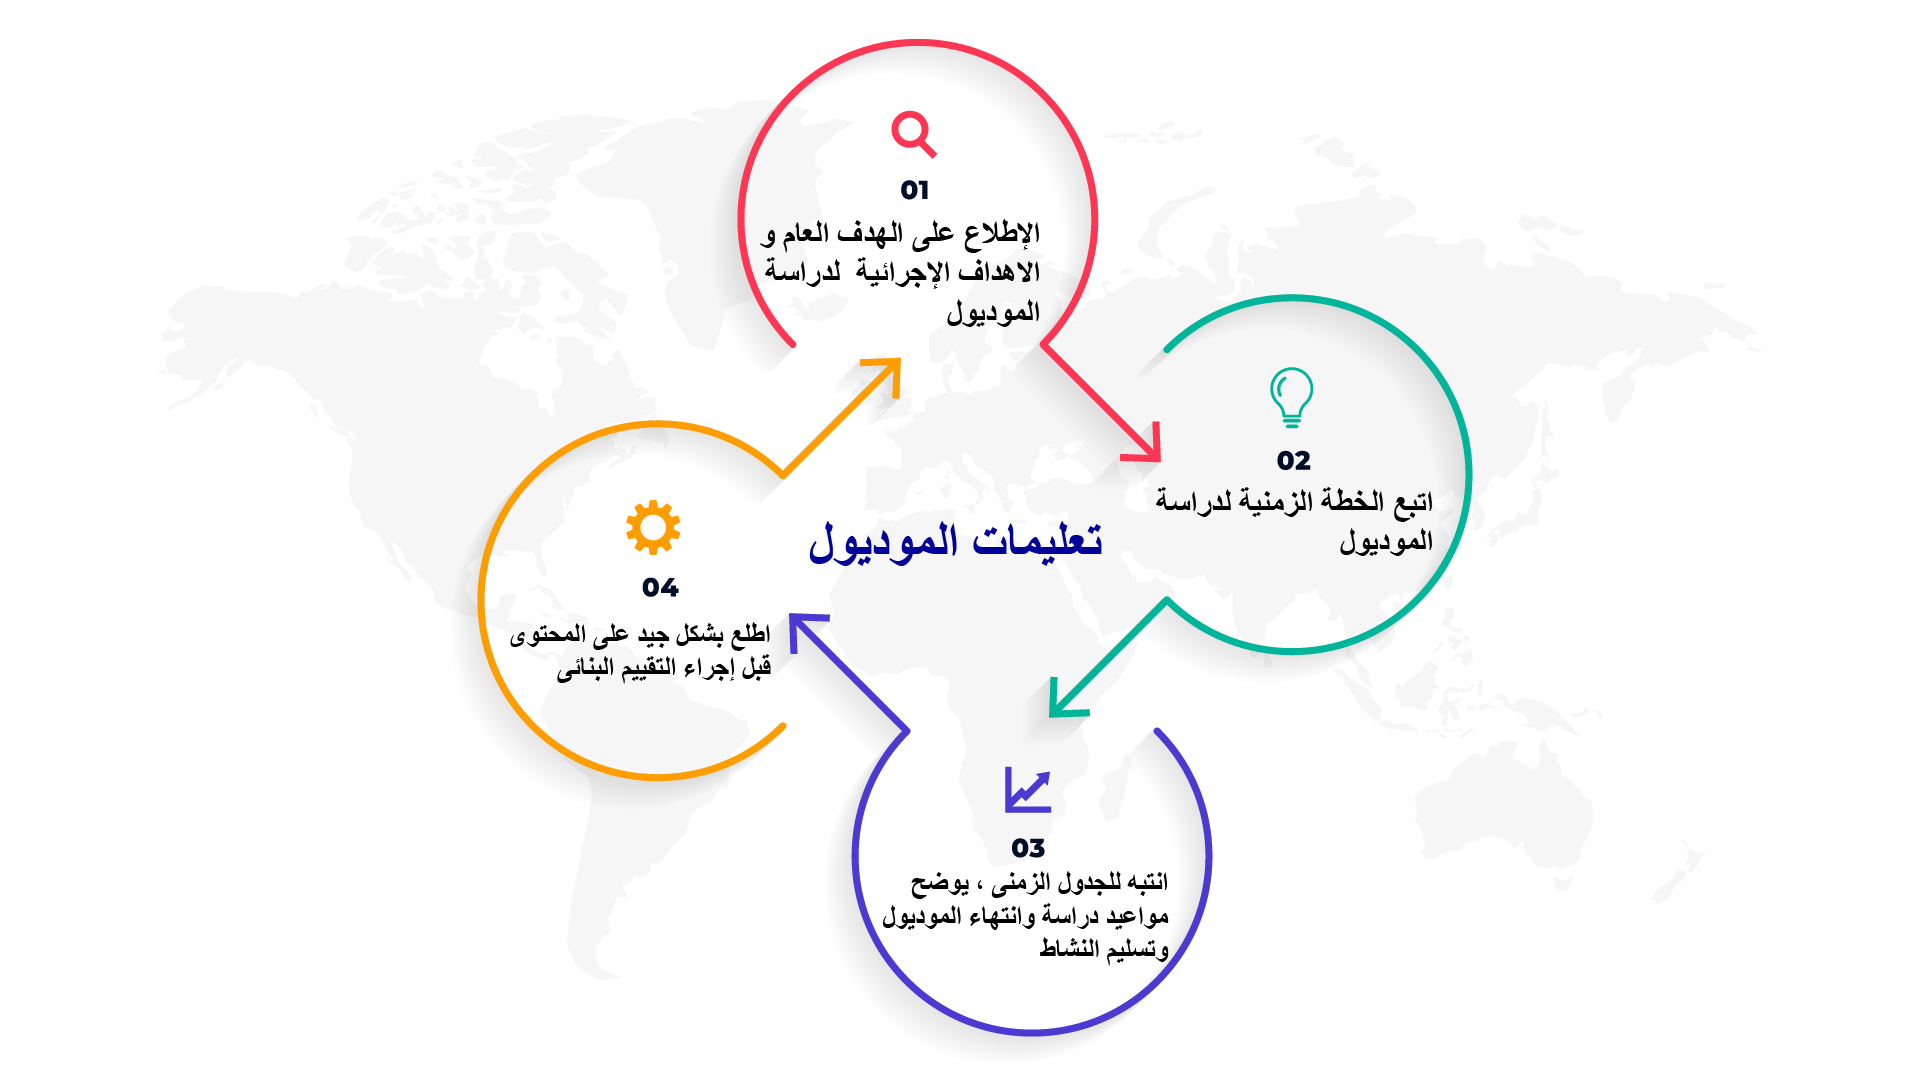 01
الإطلاع على الهدف العام و
الاهداف الإجرائية لدراسة
الموديول
02
اتبع الخطة الزمنية لدراسة
الموديول
تعليمات الموديول
04
اطلع بشكل جيد على المحتوى
قبل إجراء التقييم البنائى
03
انتبه للجدول الزمنى ، يوضح
مواعيد دراسة وانتهاء الموديول
وتسليم النشاط